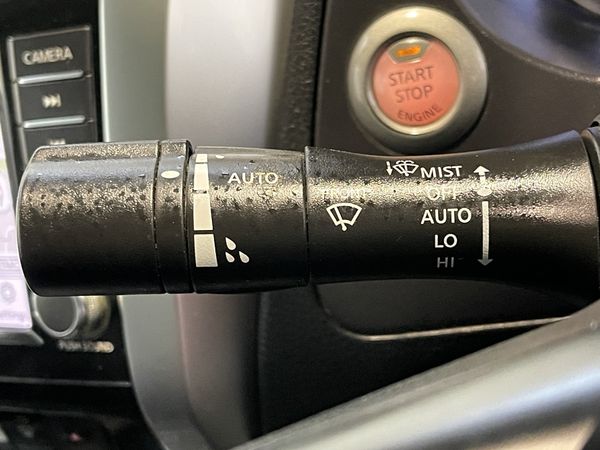 CAMERA
START
STOP
ENGINE
AUTO
FRONT
MIST
OFF
AUTO
LO
HI